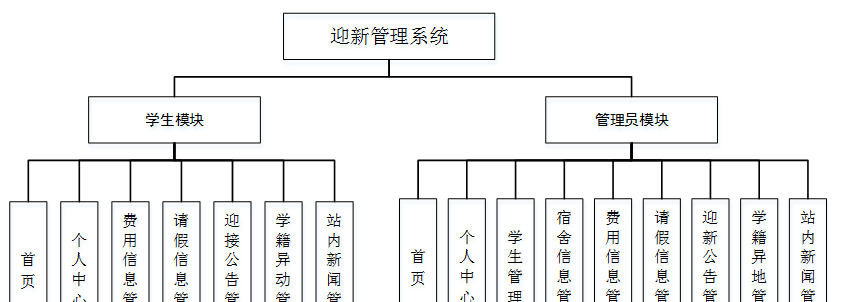 迎新管理系统
学生模块
管理员模块
首页
个人中心
费用信息管
请假信息管
迎接公告管
学籍异动管
站内新闻管
首页
个人中心
学生管理
宿舍信息管
费用信息管
请假信息管
迎新公告管
学籍异地管
站内新闻管